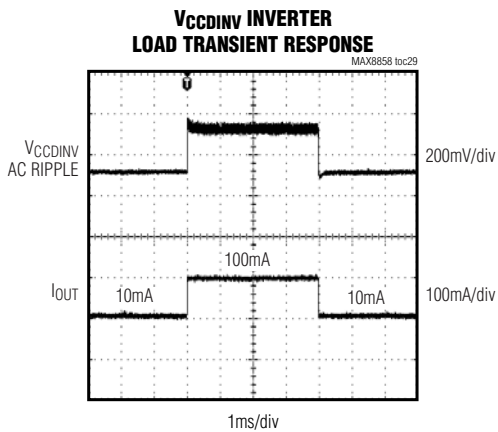 VCCDINV INVERTER
LOAD TRANSIENT RESPONSE
MAX8858 toc29
T
VCCDINV
AC RIPPLE
200mV/div
100mA
IOUT
10mA
10mA
100mA/div
1ms/div